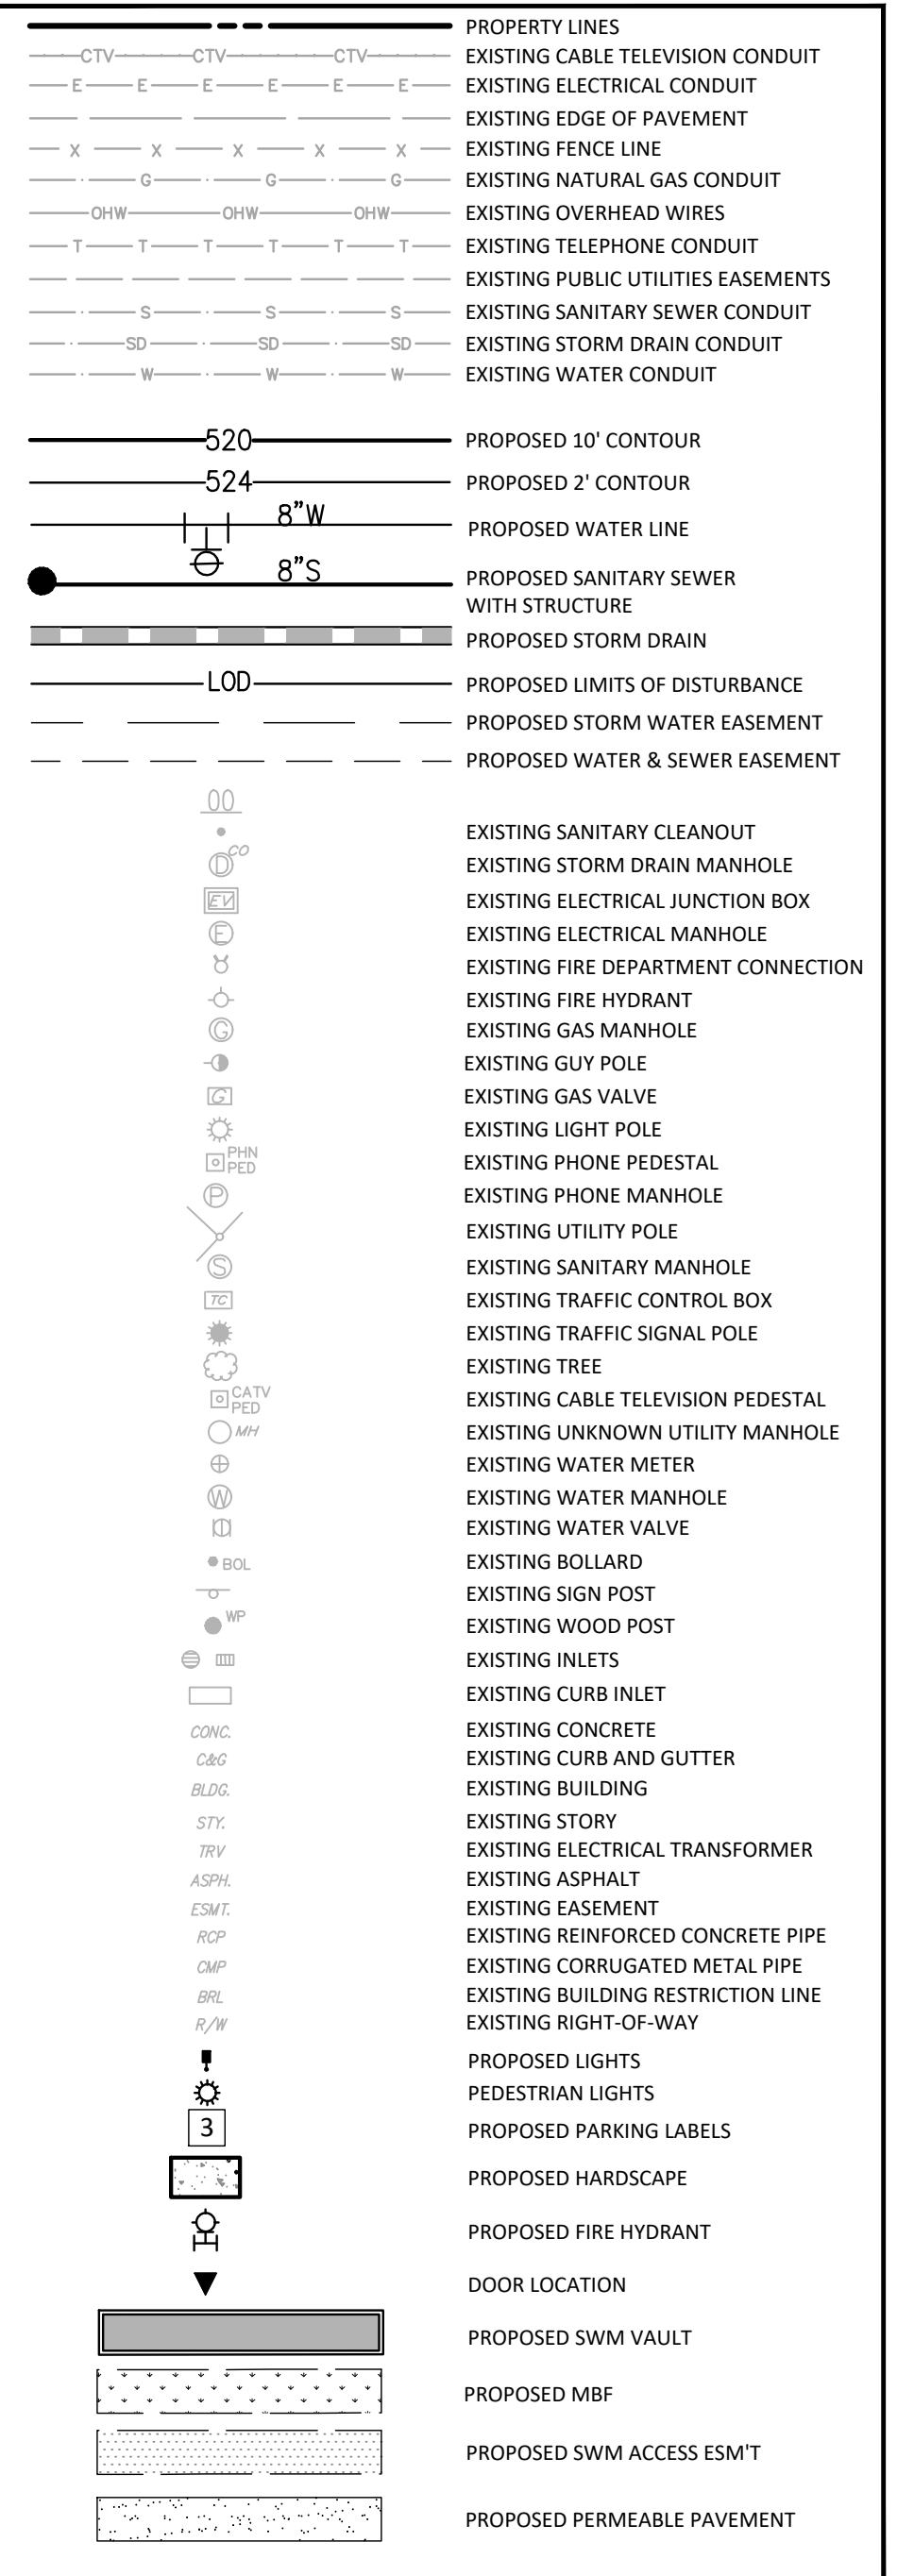 PROPERTY LINES
CTV CTV CTV EXISTING CABLE TELEVISION CONDUIT
E E E E E E EXISTING ELECTRICAL CONDUIT
EXISTING EDGE OF PAVEMENT
X X X X X EXISTING FENCE LINE
G G G EXISTING NATURAL GAS CONDUIT
OHW OHW OHW EXISTING OVERHEAD WIRES
T T T T T T EXISTING TELEPHONE CONDUIT
EXISTING PUBLIC UTILITIES EASEMENTS
S S S EXISTING SANITARY SEWER CONDUIT
SD SD SD EXISTING STORM DRAIN CONDUIT
W W W EXISTING WATER CONDUIT
520 PROPOSED 10' CONTOUR
524 PROPOSED 2' CONTOUR
8"W PROPOSED WATER LINE
8"S PROPOSED SANITARY SEWER
WITH STRUCTURE
PROPOSED STORM DRAIN
LOD PROPOSED LIMITS OF DISTURBANCE
PROPOSED STORM WATER EASEMENT
PROPOSED WATER & SEWER EASEMENT
EXISTING SANITARY CLEANOUT
CO
D EXISTING STORM DRAIN MANHOLE
EV EXISTING ELECTRICAL JUNCTION BOX
E EXISTING ELECTRICAL MANHOLE
EXISTING FIRE DEPARTMENT CONNECTION
EXISTING FIRE HYDRANT
G EXISTING GAS MANHOLE
EXISTING GUY POLE
G EXISTING GAS VALVE
EXISTING LIGHT POLE
PHN
PED EXISTING PHONE PEDESTAL
P EXISTING PHONE MANHOLE
EXISTING UTILITY POLE
S EXISTING SANITARY MANHOLE
TC EXISTING TRAFFIC CONTROL BOX
EXISTING TRAFFIC SIGNAL POLE
EXISTING TREE
CATV
PED EXISTING CABLE TELEVISION PEDESTAL
MH EXISTING UNKNOWN UTILITY MANHOLE
EXISTING WATER METER
W EXISTING WATER MANHOLE
EXISTING WATER VALVE
BOL EXISTING BOLLARD
EXISTING SIGN POST
WP EXISTING WOOD POST
EXISTING INLETS
EXISTING CURB INLET
CONC. EXISTING CONCRETE
C&G EXISTING CURB AND GUTTER
BLDG. EXISTING BUILDING
STY. EXISTING STORY
TRV EXISTING ELECTRICAL TRANSFORMER
ASPH. EXISTING ASPHALT
ESMT. EXISTING EASEMENT
RCP EXISTING REINFORCED CONCRETE PIPE
CMP EXISTING CORRUGATED METAL PIPE
BRL EXISTING BUILDING RESTRICTION LINE
R/W EXISTING RIGHT-OF-WAY
PROPOSED LIGHTS
PEDESTRIAN LIGHTS
3 PROPOSED PARKING LABELS
PROPOSED HARDSCAPE
PROPOSED FIRE HYDRANT
DOOR LOCATION
PROPOSED SWM VAULT
PROPOSED MBF
PROPOSED SWM ACCESS ESM'T
PROPOSED PERMEABLE PAVEMENT